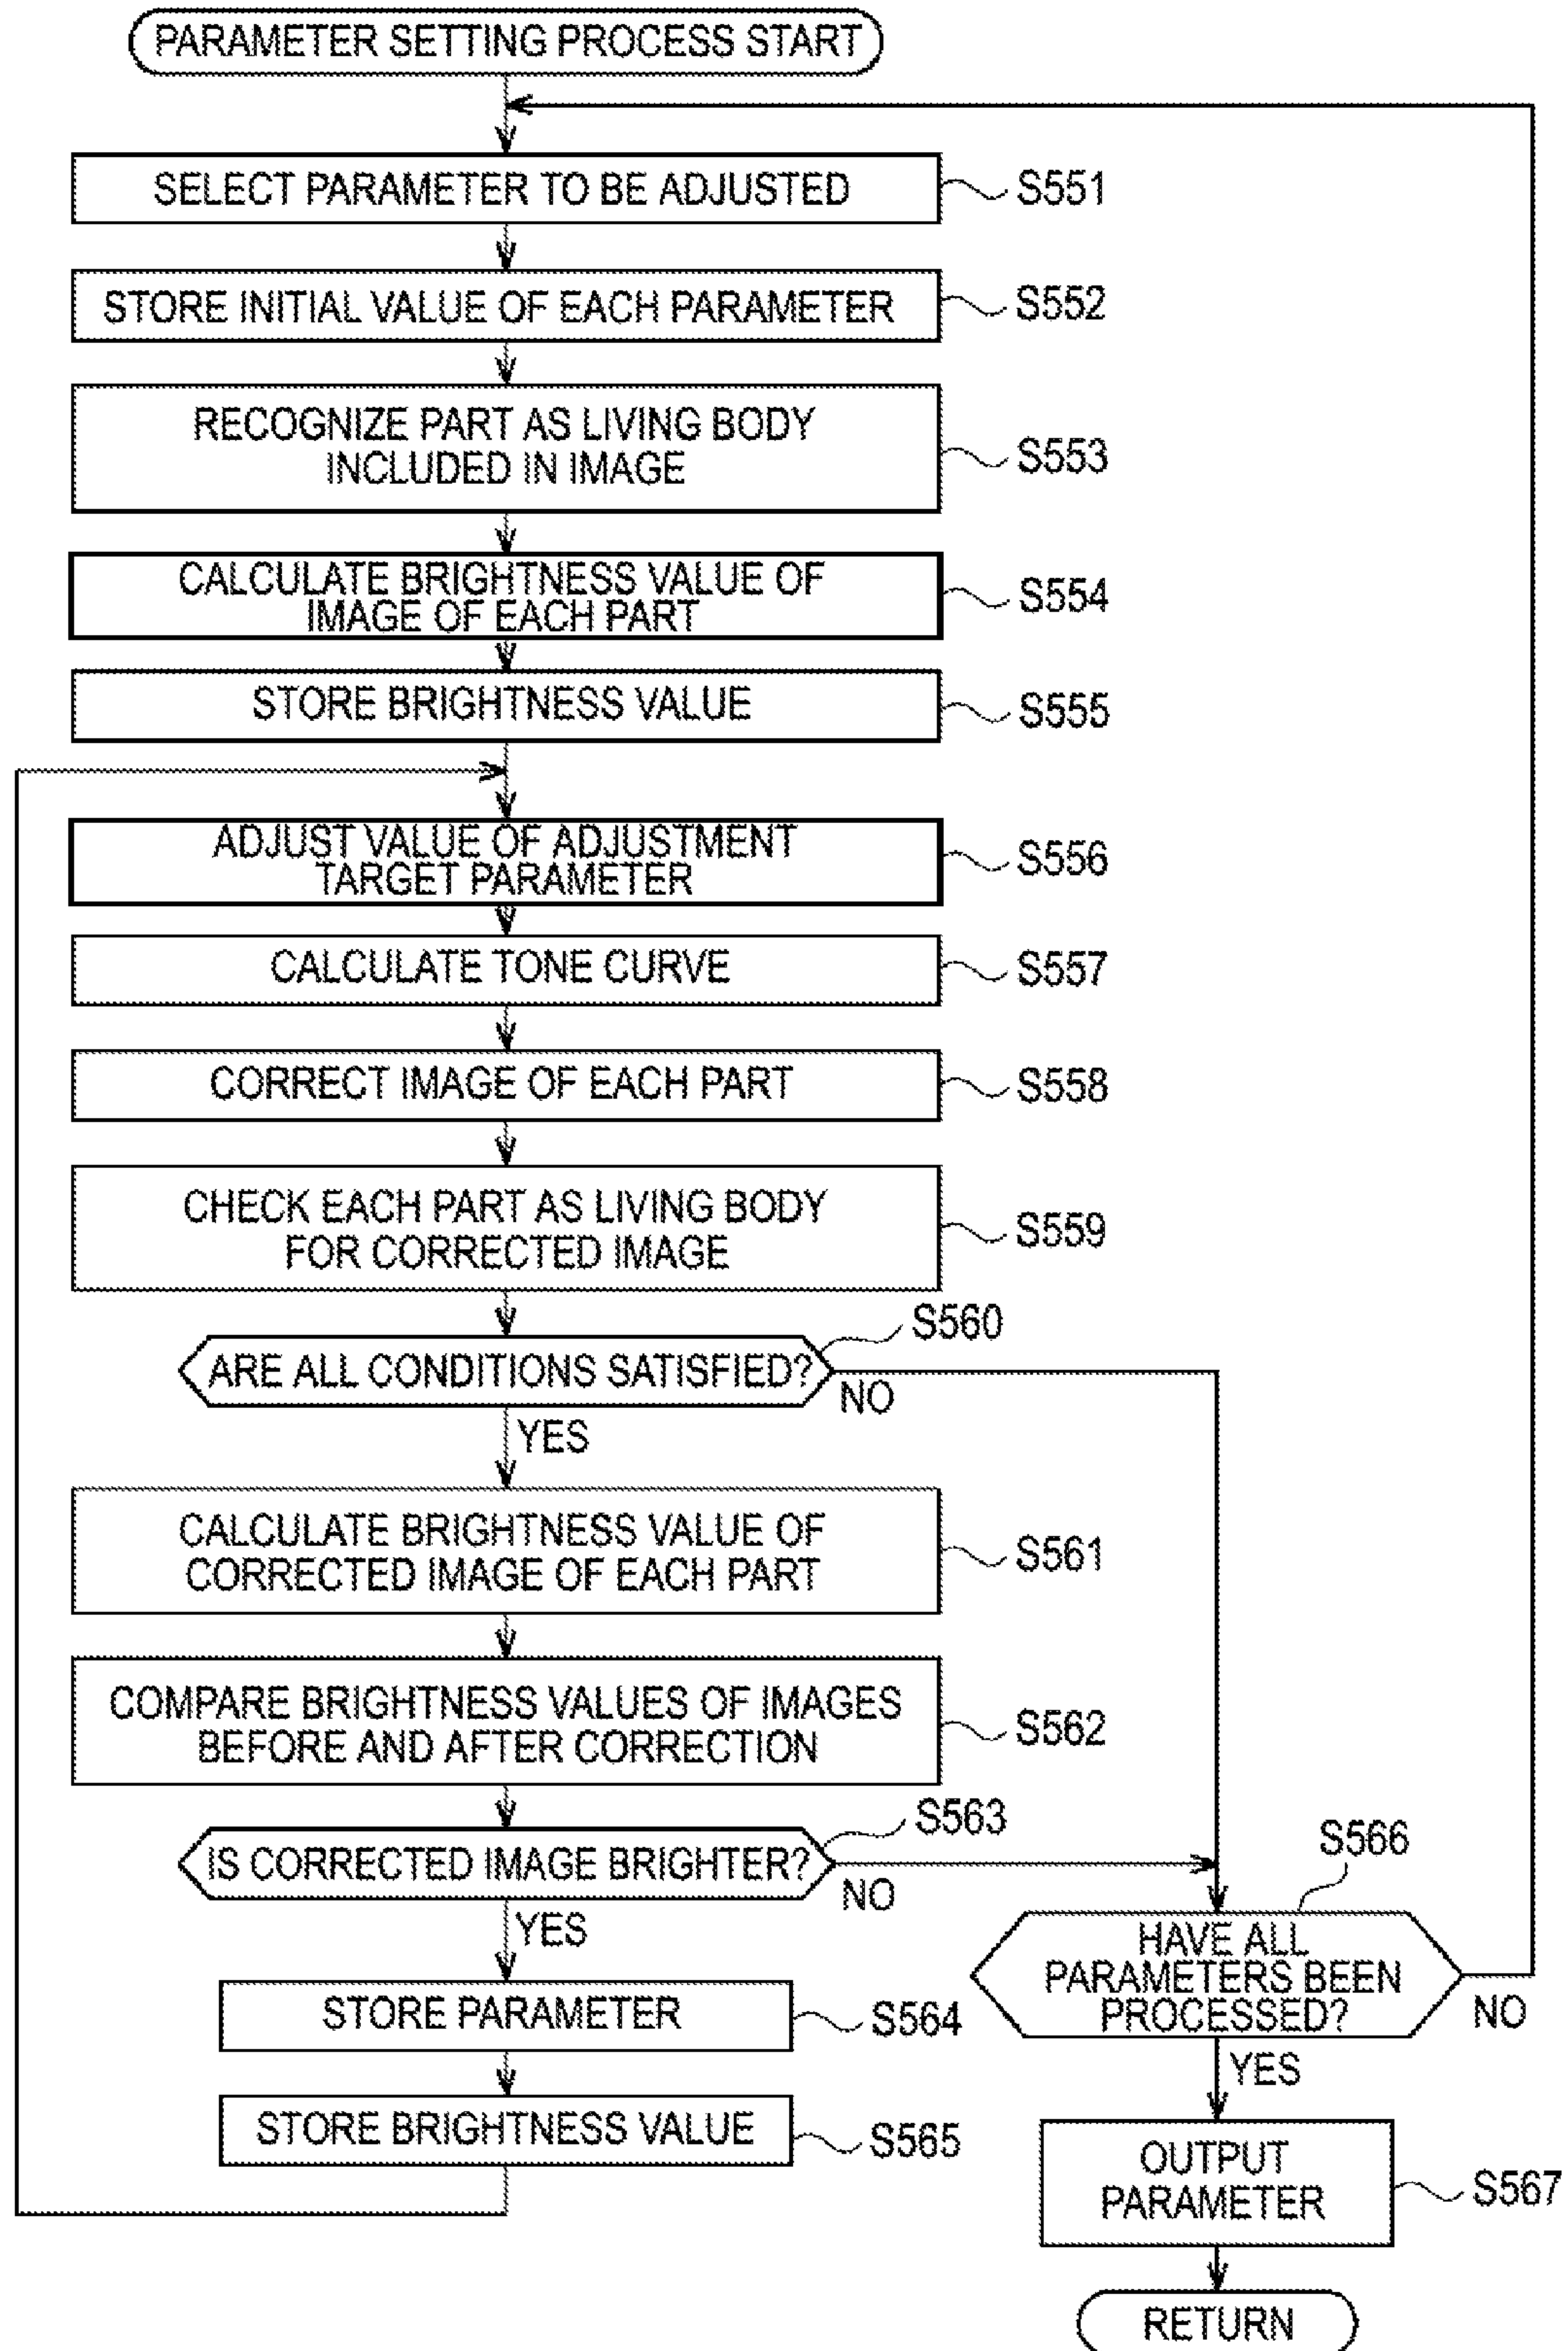 PARAMETER SETTING PROCESS START
SELECT PARAMETER TO BE ADJUSTED
S551
STORE INITIAL VALUE OF EACH PARAMETER
S552
RECOGNIZE PART AS LIVING BODY
INCLUDED IN IMAGE
S553
CALCULATE BRIGHTNESS VALUE OF
IMAGE OF EACH PART
S554
STORE BRIGHTNESS VALUE
S555
ADJUST VALUE OF ADJUSTMENT
TARGET PARAMETER
S556
CALCULATE TONE CURVE
S557
CORRECT IMAGE OF EACH PART
S558
CHECK EACH PART AS LIVING BODY
FOR CORRECTED IMAGE
S559
S560
ARE ALL CONDITIONS SATISFIED?
NO
YES
CALCULATE BRIGHTNESS VALUE OF
CORRECTED IMAGE OF EACH PART
S561
COMPARE BRIGHTNESS VALUES OF IMAGES
BEFORE AND AFTER CORRECTION
S562
S563
IS CORRECTED IMAGE BRIGHTER?
NO
YES
STORE PARAMETER
S564
STORE BRIGHTNESS VALUE
S565
S566
HAVE ALL
PARAMETERS BEEN
PROCESSED?
NO
YES
OUTPUT
PARAMETER
S567
RETURN